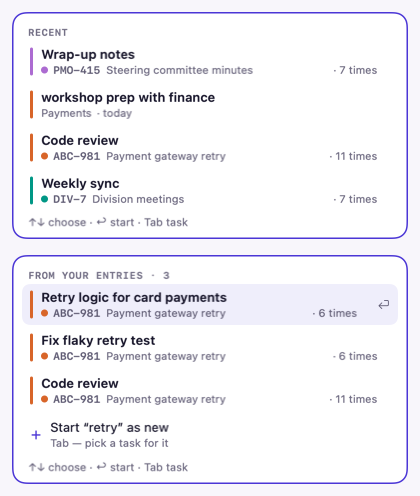 RECENT
Wrap-up notes
PMO–415 Steering committee minutes · 7 times
workshop prep with finance
Payments · today
Code review
ABC–981 Payment gateway retry · 11 times
Weekly sync
DIV–7 Division meetings · 7 times
↑↓ choose · ↩ start · Tab task
FROM YOUR ENTRIES · 3
Retry logic for card payments
ABC–981 Payment gateway retry · 6 times ↩
Fix flaky retry test
ABC–981 Payment gateway retry · 6 times
Code review
ABC–981 Payment gateway retry · 11 times
+ Start “retry” as new
Tab — pick a task for it
↑↓ choose · ↩ start · Tab task